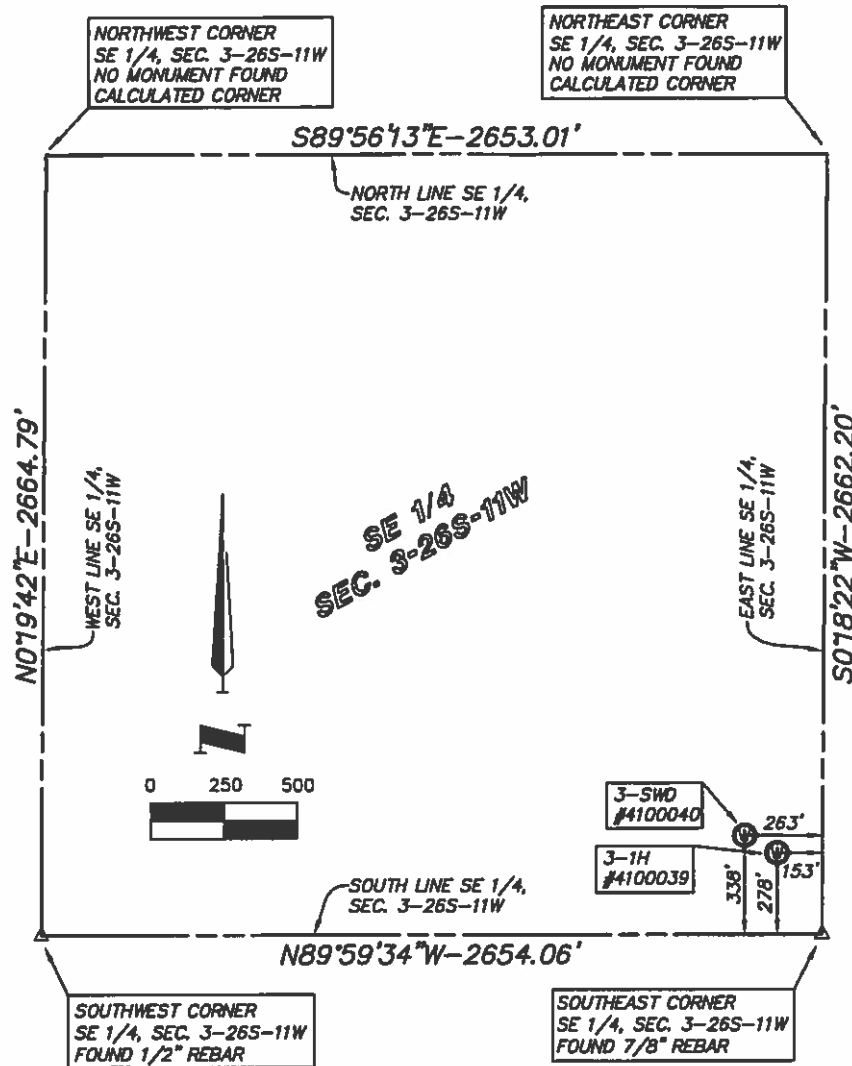 NORTHWEST CORNER
SE 1/4, SEC. 3-26S-11W
NO MONUMENT FOUND
CALCULATED CORNER
NORTHEAST CORNER
SE 1/4, SEC. 3-26S-11W
NO MONUMENT FOUND
CALCULATED CORNER
S89°56'13"E-2653.01'
NORTH LINE SE 1/4,
SEC. 3-26S-11W
N0°19'42"E-2664.79'
WEST LINE SE 1/4,
SEC. 3-26S-11W
SE 1/4
SEC. 3-26S-11W
EAST LINE SE 1/4,
SEC. 3-26S-11W
S0°18'22"W-2662.20'
N
0 250 500
3-SWD
#4100040
263'
3-1H
#4100039
153'
338'
278'
SOUTH LINE SE 1/4,
SEC. 3-26S-11W
N89°59'34"W-2654.06'
SOUTHWEST CORNER
SE 1/4, SEC. 3-26S-11W
FOUND 1/2" REBAR
SOUTHEAST CORNER
SE 1/4, SEC. 3-26S-11W
FOUND 7/8" REBAR